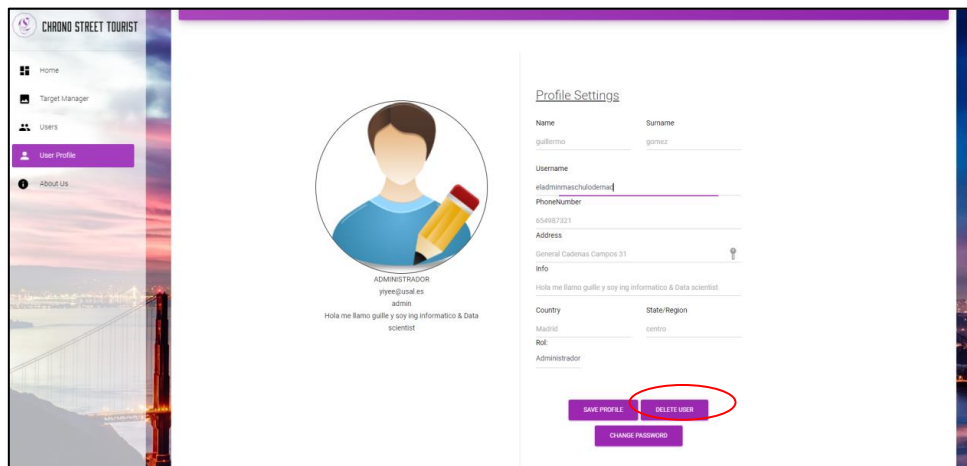 CHRONO STREET TOURIST
Home
Target Manager
Users
User Profile
About Us
ADMINISTRADOR
yiyee@usal.es
admin
Hola me llamo guille y soy ing informatico & Data
scientist
Profile Settings
Name Surname
guillermo gomez
Username
eladminmaschulodemad
PhoneNumber
654987321
Address
General Cadenas Campos 31
Info
Hola me llamo guille y soy ing informatico & Data scientist
Country State/Region
Madrid centro
Rol:
Administrador
SAVE PROFILE DELETE USER
CHANGE PASSWORD